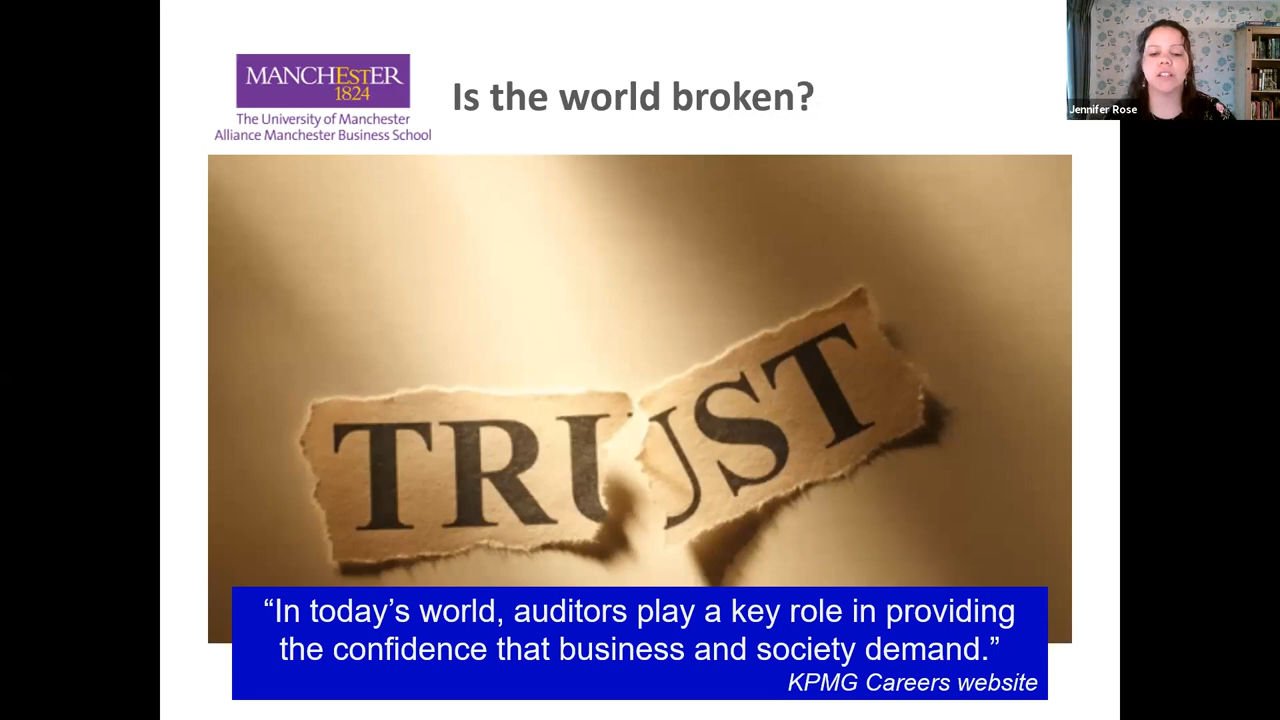 MANCHESTER
1824
The University of Manchester
Alliance Manchester Business School
Is the world broken?
Jennifer Rose
TRUST
“In today’s world, auditors play a key role in providing
the confidence that business and society demand.”
KPMG Careers website